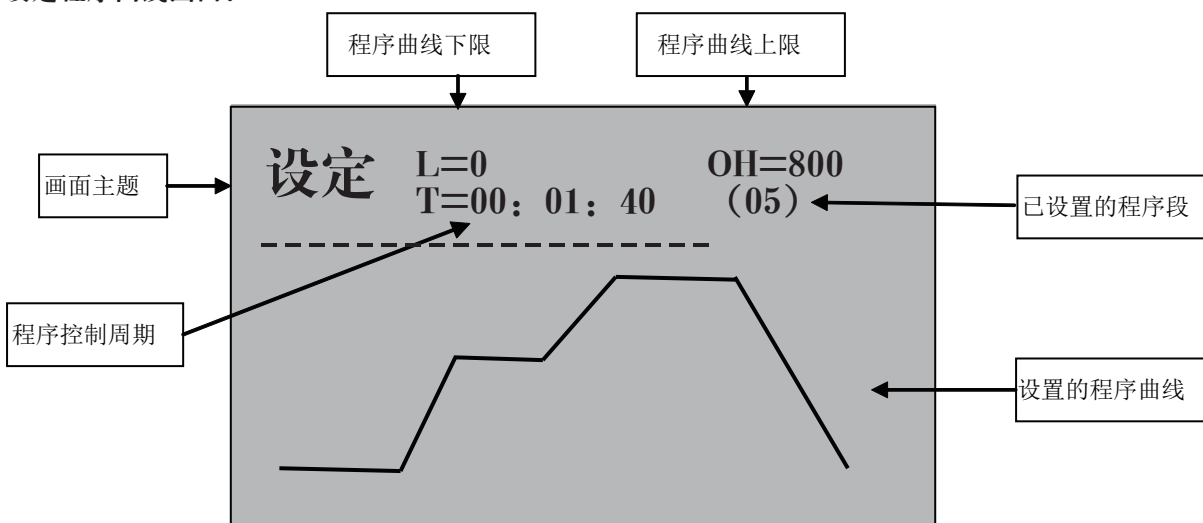 程序曲线下限
程序曲线上限
设定
L=0
OH=800
T=00：01：40
（05）
画面主题
已设置的程序段
程序控制周期
设置的程序曲线